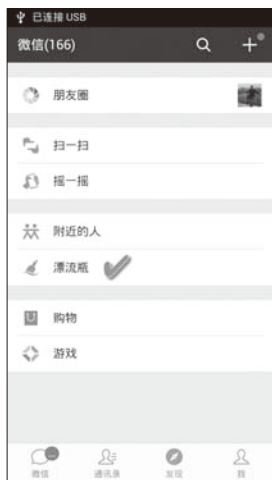 已连接 USB
微信(166)
朋友圈
扫一扫
摇一摇
附近的人
漂流瓶
购物
游戏
微信 通讯录 发现 我